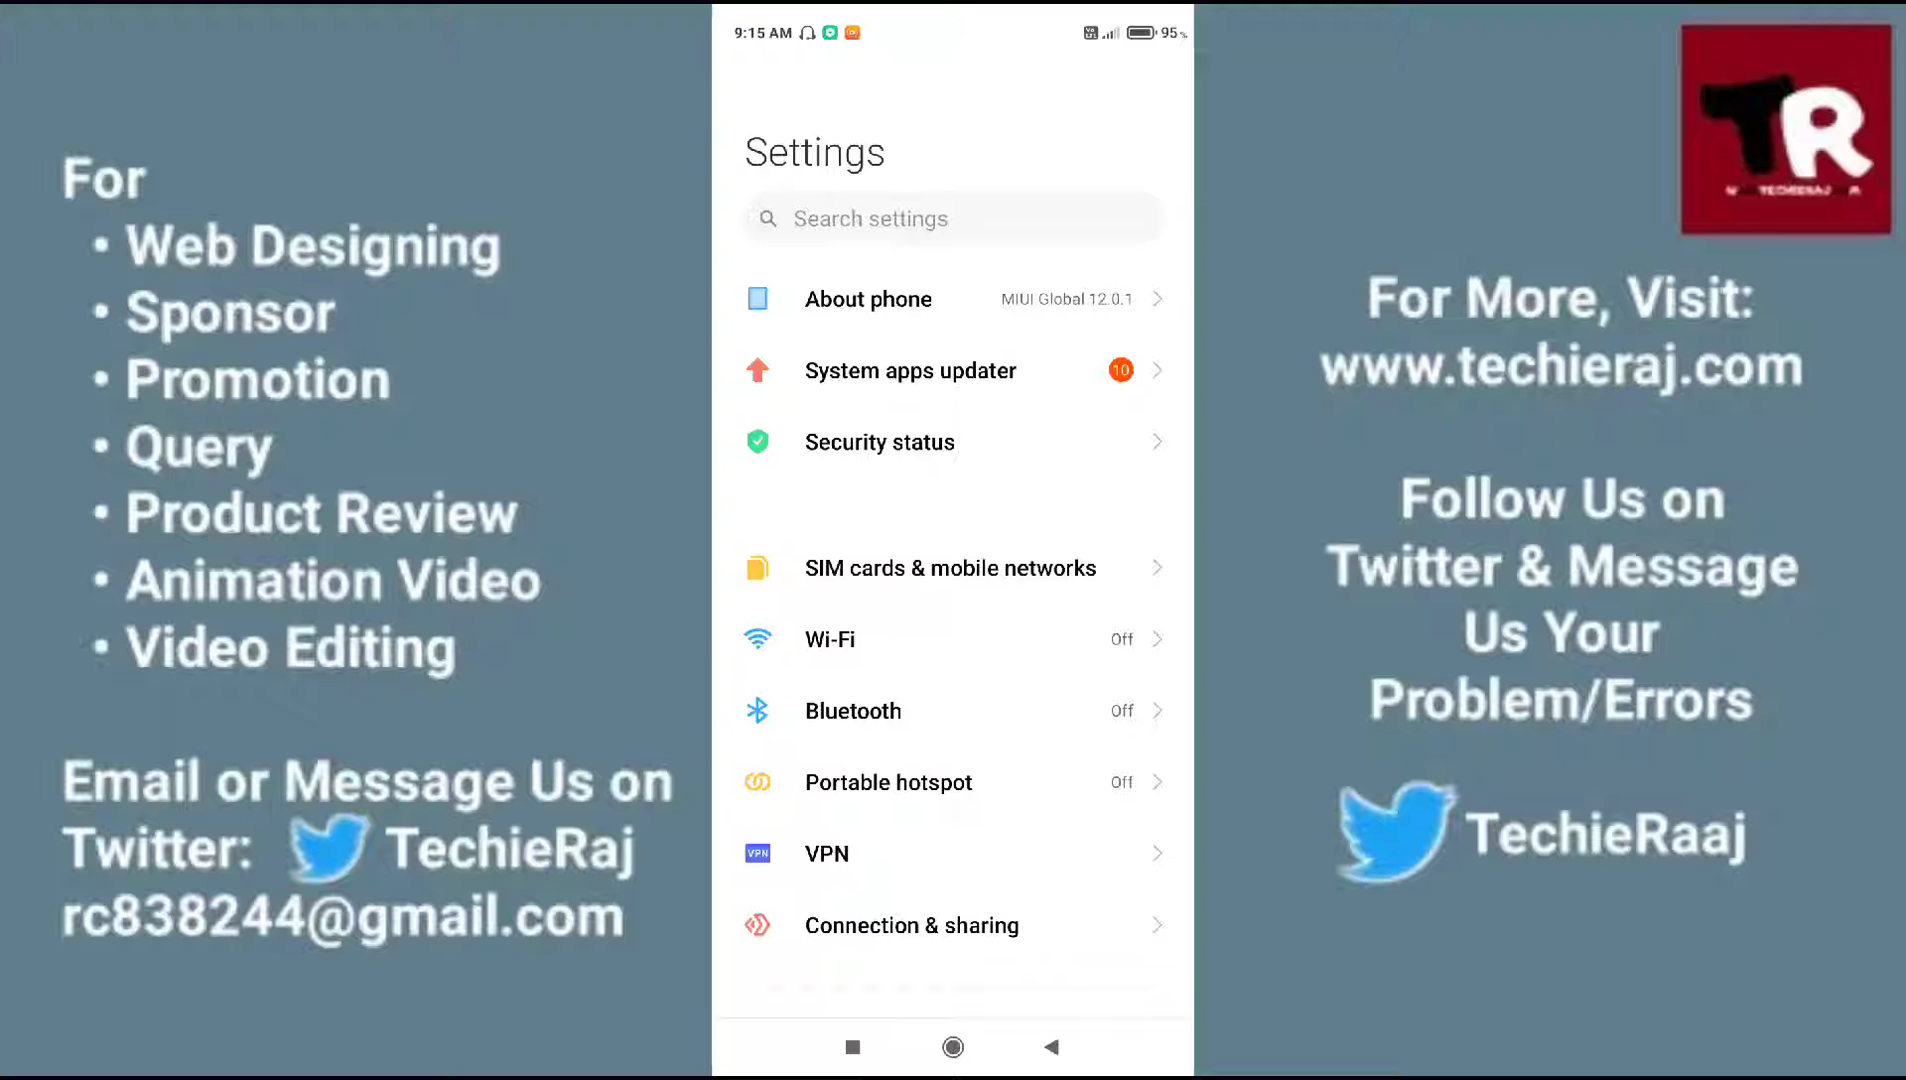 For
• Web Designing
• Sponsor
• Promotion
• Query
• Product Review
• Animation Video
• Video Editing
Email or Message Us on
Twitter: TechieRaj
rc838244@gmail.com
9:15 AM
95%
Settings
Search settings
About phone MIUI Global 12.0.1
System apps updater 10
Security status
SIM cards & mobile networks
Wi-Fi Off
Bluetooth Off
Portable hotspot Off
VPN VPN
Connection & sharing
TR
For More, Visit:
www.techieraj.com
Follow Us on
Twitter & Message
Us Your
Problem/Errors
TechieRaaj